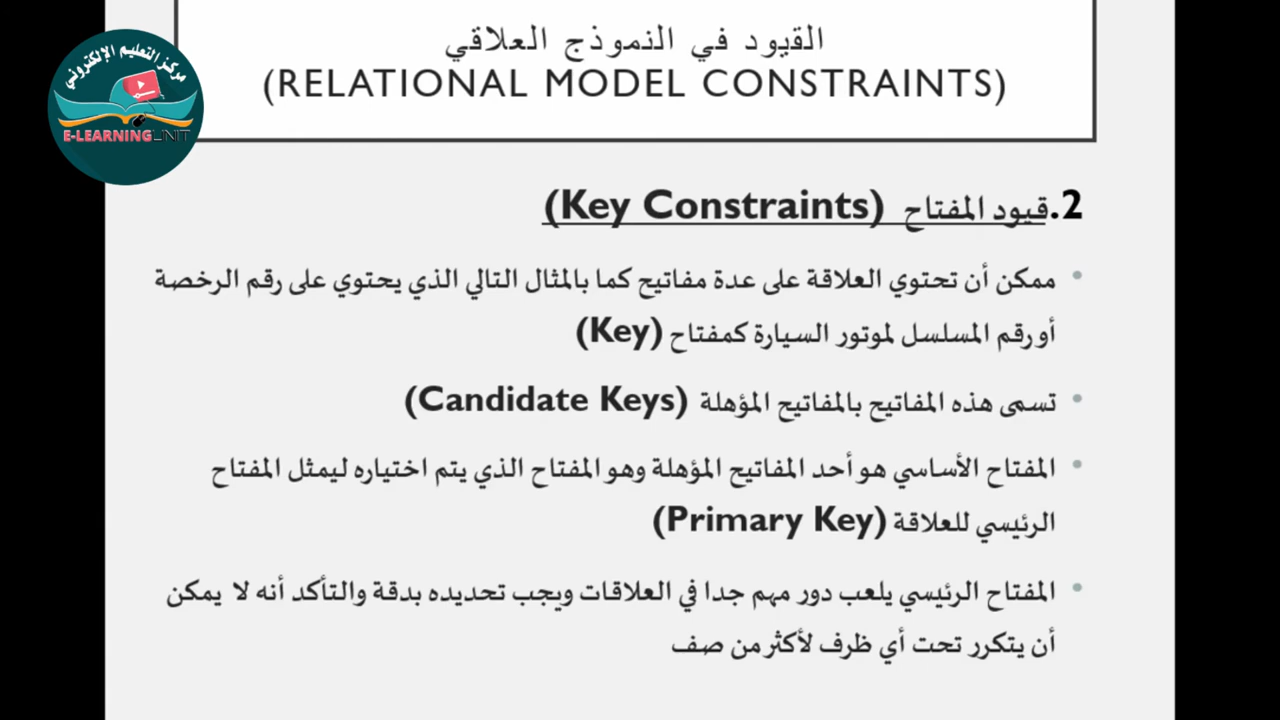 مركز التعليم الإلكتروني
E-LEARNING UNIT
القيود في النموذج العلاقي
(RELATIONAL MODEL CONSTRAINTS)
2. قيود المفتاح (Key Constraints)
• ممكن أن تحتوي العلاقة على عدة مفاتيح كما بالمثال التالي الذي يحتوي على رقم الرخصة
أو رقم المسلسل لموتور السيارة كمفتاح (Key)
• تسمى هذه المفاتيح بالمفاتيح المؤهلة (Candidate Keys)
• المفتاح الأساسي هو أحد المفاتيح المؤهلة وهو المفتاح الذي يتم اختياره ليمثل المفتاح
الرئيسي للعلاقة (Primary Key)
• المفتاح الرئيسي يلعب دور مهم جدا في العلاقات ويجب تحديده بدقة والتأكد أنه لا يمكن
أن يتكرر تحت أي ظرف لأكثر من صف